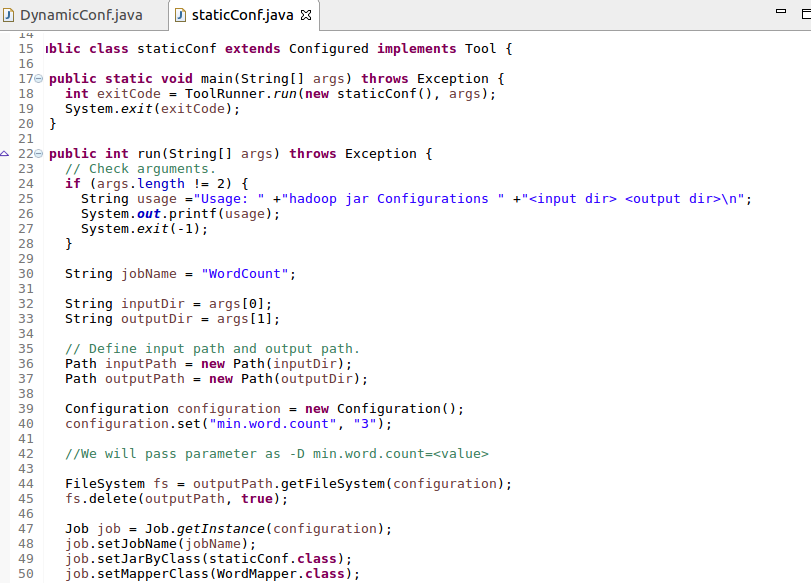 DynamicConf.java staticConf.java
14
15 ublic class staticConf extends Configured implements Tool {
16
17 public static void main(String[] args) throws Exception {
18 int exitCode = ToolRunner.run(new staticConf(), args);
19 System.exit(exitCode);
20 }
21
22 public int run(String[] args) throws Exception {
23 // Check arguments.
24 if (args.length != 2) {
25 String usage ="Usage: " +"hadoop jar Configurations " +"<input dir> <output dir>\n";
26 System.out.printf(usage);
27 System.exit(-1);
28 }
29
30 String jobName = "WordCount";
31
32 String inputDir = args[0];
33 String outputDir = args[1];
34
35 // Define input path and output path.
36 Path inputPath = new Path(inputDir);
37 Path outputPath = new Path(outputDir);
38
39 Configuration configuration = new Configuration();
40 configuration.set("min.word.count", "3");
41
42 //We will pass parameter as -D min.word.count=<value>
43
44 FileSystem fs = outputPath.getFileSystem(configuration);
45 fs.delete(outputPath, true);
46
47 Job job = Job.getInstance(configuration);
48 job.setJobName(jobName);
49 job.setJarByClass(staticConf.class);
50 job.setMapperClass(WordMapper.class);